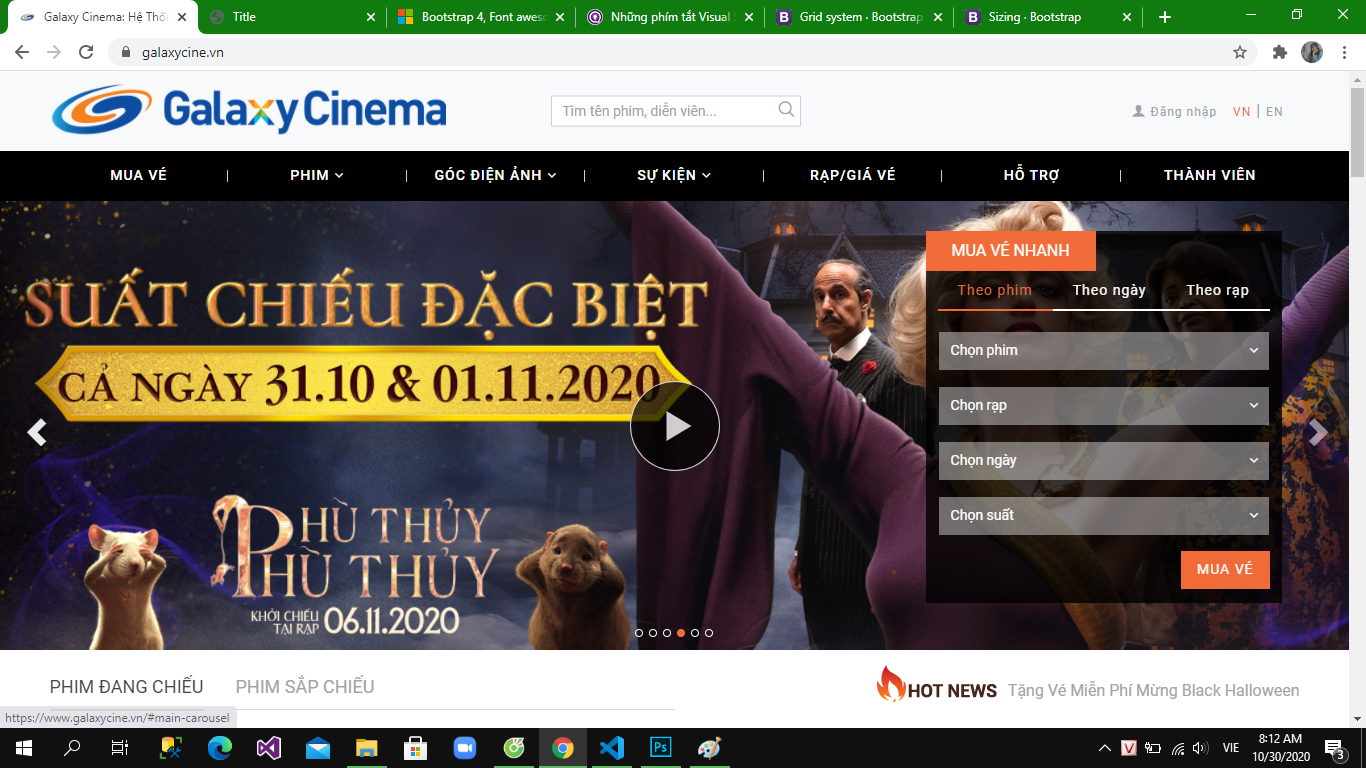 Galaxy Cinema: Hệ Thố
Title
Bootstrap 4, Font aweso
Những phím tắt Visual S
Grid system · Bootstrap
Sizing · Bootstrap
galaxycine.vn
Galaxy Cinema
Tìm tên phim, diễn viên...
Đăng nhập
VN | EN
MUA VÉ | PHIM | GÓC ĐIỆN ẢNH | SỰ KIỆN | RẠP/GIÁ VÉ | HỖ TRỢ | THÀNH VIÊN
SUẤT CHIẾU ĐẶC BIỆT
CẢ NGÀY 31.10 & 01.11.2020
PHÙ THỦY
PHÙ THỦY
KHỞI CHIẾU
TẠI RẠP 06.11.2020
MUA VÉ NHANH
Theo phim Theo ngày Theo rạp
Chọn phim
Chọn rạp
Chọn ngày
Chọn suất
MUA VÉ
PHIM ĐANG CHIẾU PHIM SẮP CHIẾU
HOT NEWS Tặng Vé Miễn Phí Mừng Black Halloween
https://www.galaxycine.vn/#main-carousel
Ps
V
VIE
8:12 AM
10/30/2020
3